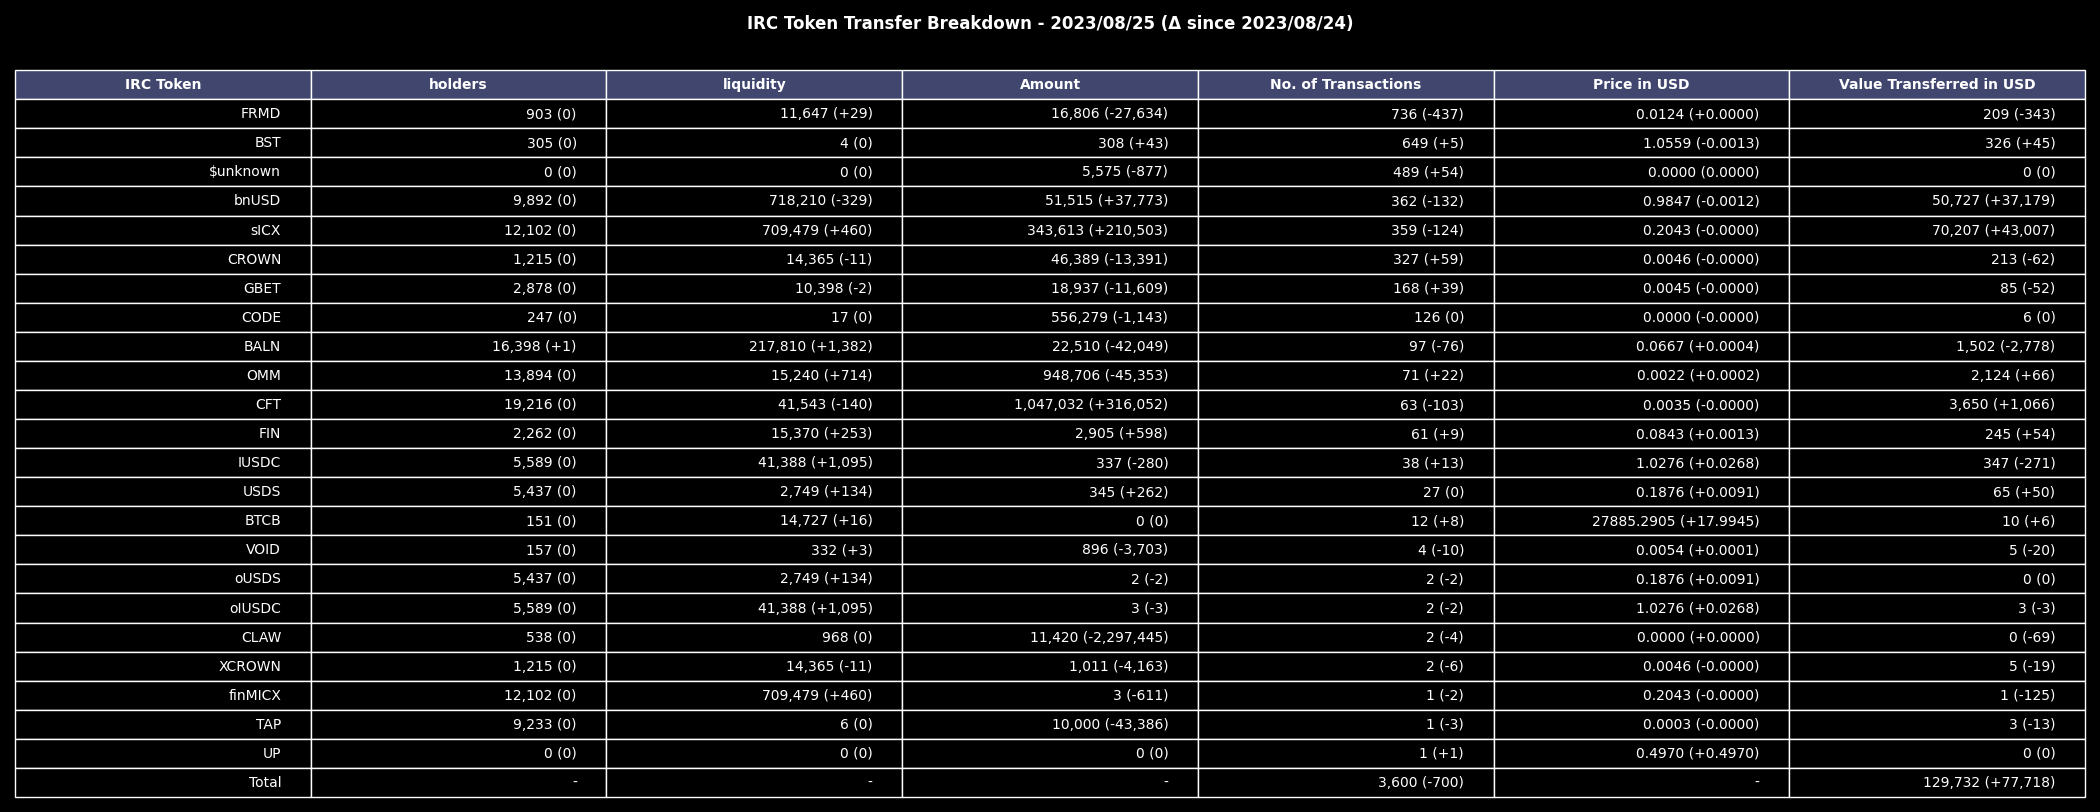 IRC Token Transfer Breakdown - 2023/08/25 (Δ since 2023/08/24)
IRC Token holders liquidity Amount No. of Transactions Price in USD Value Transferred in USD
FRMD 903 (0) 11,647 (+29) 16,806 (-27,634) 736 (-437) 0.0124 (+0.0000) 209 (-343)
BST 305 (0) 4 (0) 308 (+43) 649 (+5) 1.0559 (-0.0013) 326 (+45)
$unknown 0 (0) 0 (0) 5,575 (-877) 489 (+54) 0.0000 (0.0000) 0 (0)
bnUSD 9,892 (0) 718,210 (-329) 51,515 (+37,773) 362 (-132) 0.9847 (-0.0012) 50,727 (+37,179)
sICX 12,102 (0) 709,479 (+460) 343,613 (+210,503) 359 (-124) 0.2043 (-0.0000) 70,207 (+43,007)
CROWN 1,215 (0) 14,365 (-11) 46,389 (-13,391) 327 (+59) 0.0046 (-0.0000) 213 (-62)
GBET 2,878 (0) 10,398 (-2) 18,937 (-11,609) 168 (+39) 0.0045 (-0.0000) 85 (-52)
CODE 247 (0) 17 (0) 556,279 (-1,143) 126 (0) 0.0000 (-0.0000) 6 (0)
BALN 16,398 (+1) 217,810 (+1,382) 22,510 (-42,049) 97 (-76) 0.0667 (+0.0004) 1,502 (-2,778)
OMM 13,894 (0) 15,240 (+714) 948,706 (-45,353) 71 (+22) 0.0022 (+0.0002) 2,124 (+66)
CFT 19,216 (0) 41,543 (-140) 1,047,032 (+316,052) 63 (-103) 0.0035 (-0.0000) 3,650 (+1,066)
FIN 2,262 (0) 15,370 (+253) 2,905 (+598) 61 (+9) 0.0843 (+0.0013) 245 (+54)
IUSDC 5,589 (0) 41,388 (+1,095) 337 (-280) 38 (+13) 1.0276 (+0.0268) 347 (-271)
USDS 5,437 (0) 2,749 (+134) 345 (+262) 27 (0) 0.1876 (+0.0091) 65 (+50)
BTCB 151 (0) 14,727 (+16) 0 (0) 12 (+8) 27885.2905 (+17.9945) 10 (+6)
VOID 157 (0) 332 (+3) 896 (-3,703) 4 (-10) 0.0054 (+0.0001) 5 (-20)
oUSDS 5,437 (0) 2,749 (+134) 2 (-2) 2 (-2) 0.1876 (+0.0091) 0 (0)
oIUSDC 5,589 (0) 41,388 (+1,095) 3 (-3) 2 (-2) 1.0276 (+0.0268) 3 (-3)
CLAW 538 (0) 968 (0) 11,420 (-2,297,445) 2 (-4) 0.0000 (+0.0000) 0 (-69)
XCROWN 1,215 (0) 14,365 (-11) 1,011 (-4,163) 2 (-6) 0.0046 (-0.0000) 5 (-19)
finMICX 12,102 (0) 709,479 (+460) 3 (-611) 1 (-2) 0.2043 (-0.0000) 1 (-125)
TAP 9,233 (0) 6 (0) 10,000 (-43,386) 1 (-3) 0.0003 (-0.0000) 3 (-13)
UP 0 (0) 0 (0) 0 (0) 1 (+1) 0.4970 (+0.4970) 0 (0)
Total - - - 3,600 (-700) - 129,732 (+77,718)